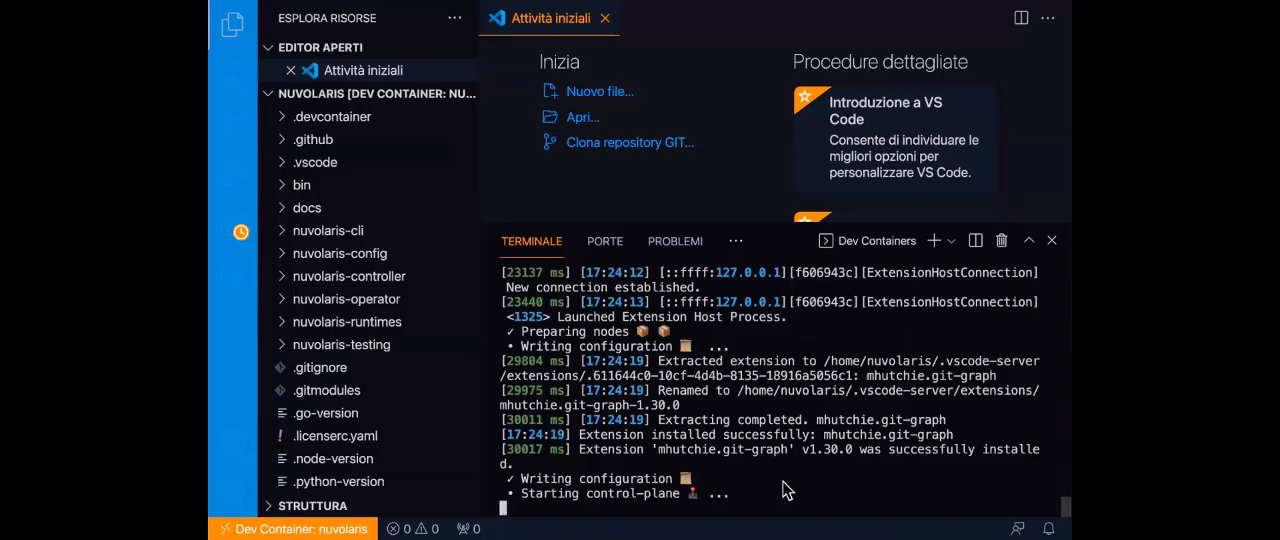 ESPLORA RISORSE
EDITOR APERTI
Attività iniziali
NUVOLARIS [DEV CONTAINER: NU...
.devcontainer
.github
.vscode
bin
docs
nuvolaris-cli
nuvolaris-config
nuvolaris-controller
nuvolaris-operator
nuvolaris-runtimes
nuvolaris-testing
.gitignore
.gitmodules
.go-version
.licenserc.yaml
.node-version
.python-version
STRUTTURA
Attività iniziali
Inizia
Nuovo file...
Apri...
Clona repository GIT...
Procedure dettagliate
Introduzione a VS
Code
Consente di individuare le
migliori opzioni per
personalizzare VS Code.
TERMINALE PORTE PROBLEMI ... Dev Containers
[23137 ms] [17:24:12] [::ffff:127.0.0.1][f606943c][ExtensionHostConnection]
New connection established.
[23440 ms] [17:24:13] [::ffff:127.0.0.1][f606943c][ExtensionHostConnection]
<1325> Launched Extension Host Process.
✓ Preparing nodes 📦 📦
• Writing configuration 📜 ...
[29804 ms] [17:24:19] Extracted extension to /home/nuvolaris/.vscode-server
/extensions/.611644c0-10cf-4d4b-8135-18916a5056c1: mhutchie.git-graph
[29975 ms] [17:24:19] Renamed to /home/nuvolaris/.vscode-server/extensions/
mhutchie.git-graph-1.30.0
[30011 ms] [17:24:19] Extracting completed. mhutchie.git-graph
[17:24:19] Extension installed successfully: mhutchie.git-graph
[30017 ms] Extension 'mhutchie.git-graph' v1.30.0 was successfully installe
d.
✓ Writing configuration 📜
• Starting control-plane 🕹️ ...
Dev Container: nuvolaris 0 0 0